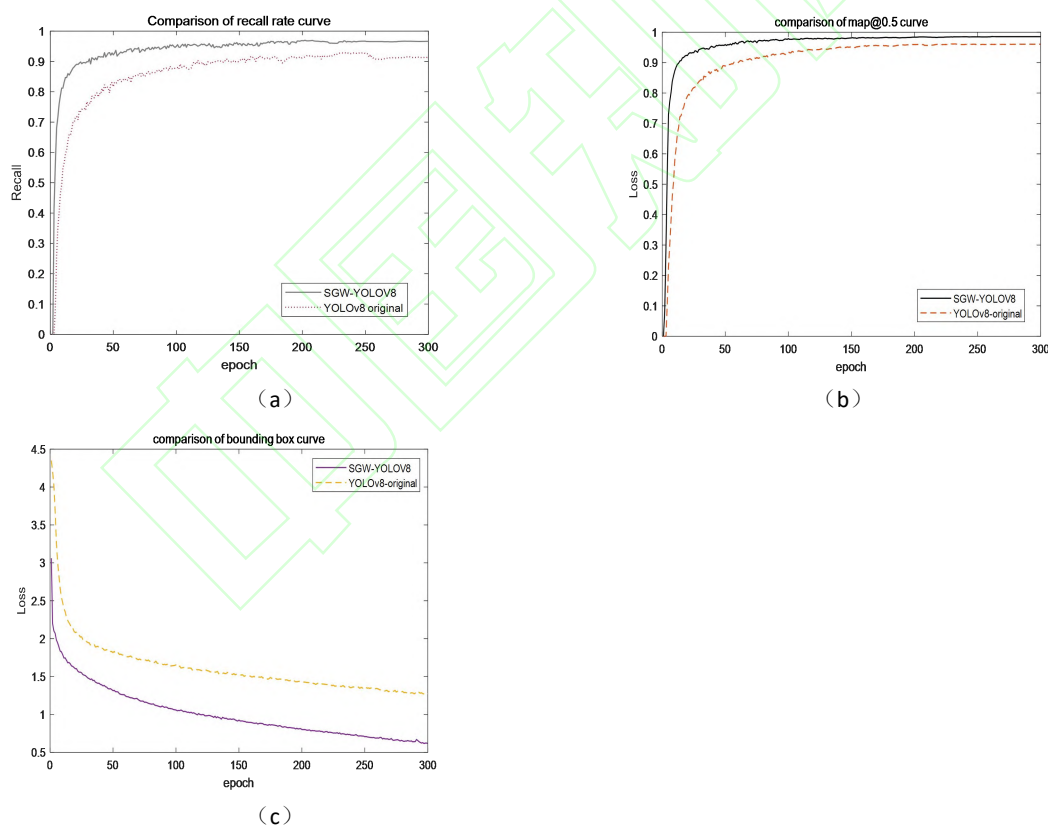 Comparison of recall rate curve
1
0.9
0.8
0.7
0.6
0.5
0.4
0.3
0.2
0.1
0
Recall
SGW-YOLOV8
YOLOv8 original
0 50 100 150 200 250 300
epoch
(a)
comparison of map@0.5 curve
1
0.9
0.8
0.7
0.6
0.5
0.4
0.3
0.2
0.1
0
Loss
SGW-YOLOV8
YOLOv8-original
0 50 100 150 200 250 300
epoch
(b)
comparison of bounding box curve
4.5
4
3.5
3
2.5
2
1.5
1
0.5
Loss
SGW-YOLOV8
YOLOv8-original
0 50 100 150 200 250 300
epoch
(c)